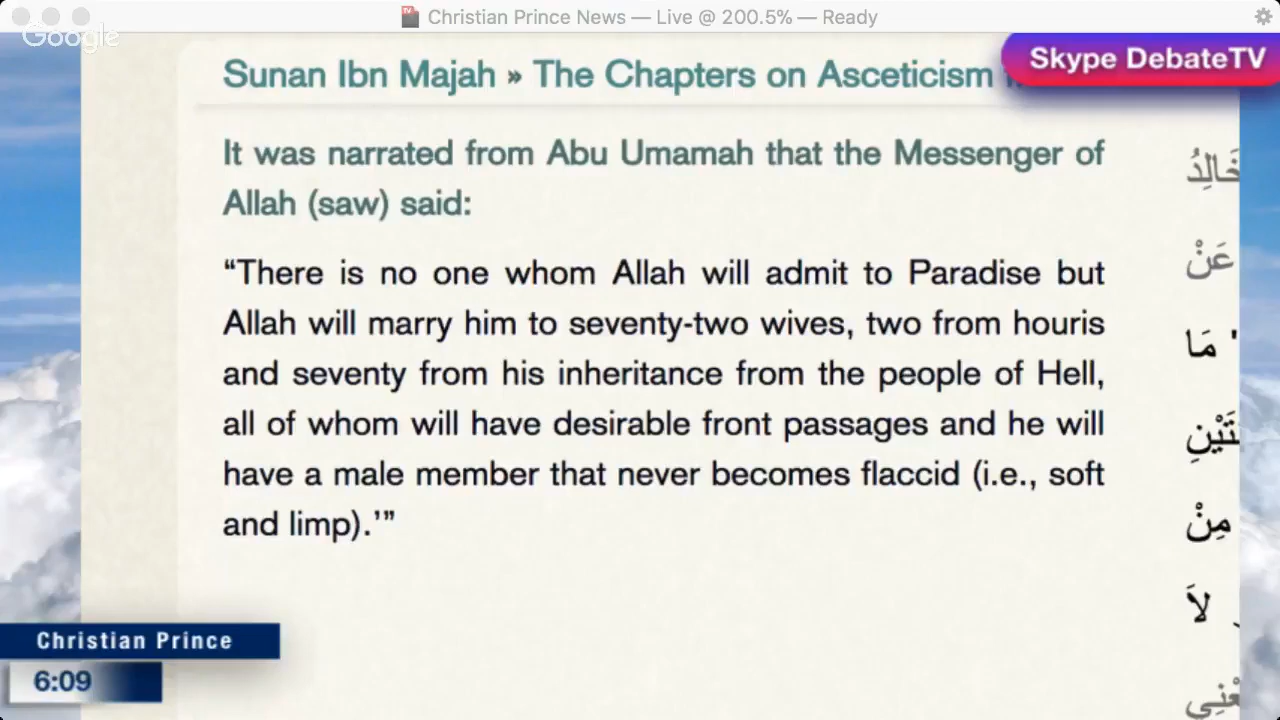 Christian Prince News — Live @ 200.5% — Ready
Google
Skype DebateTV
Sunan Ibn Majah » The Chapters on Asceticism
It was narrated from Abu Umamah that the Messenger of
Allah (saw) said:
“There is no one whom Allah will admit to Paradise but
Allah will marry him to seventy-two wives, two from houris
and seventy from his inheritance from the people of Hell,
all of whom will have desirable front passages and he will
have a male member that never becomes flaccid (i.e., soft
and limp).’”
خَالِدُ
عَنْ
مَا
مِنْ
لاَ
Christian Prince
6:09